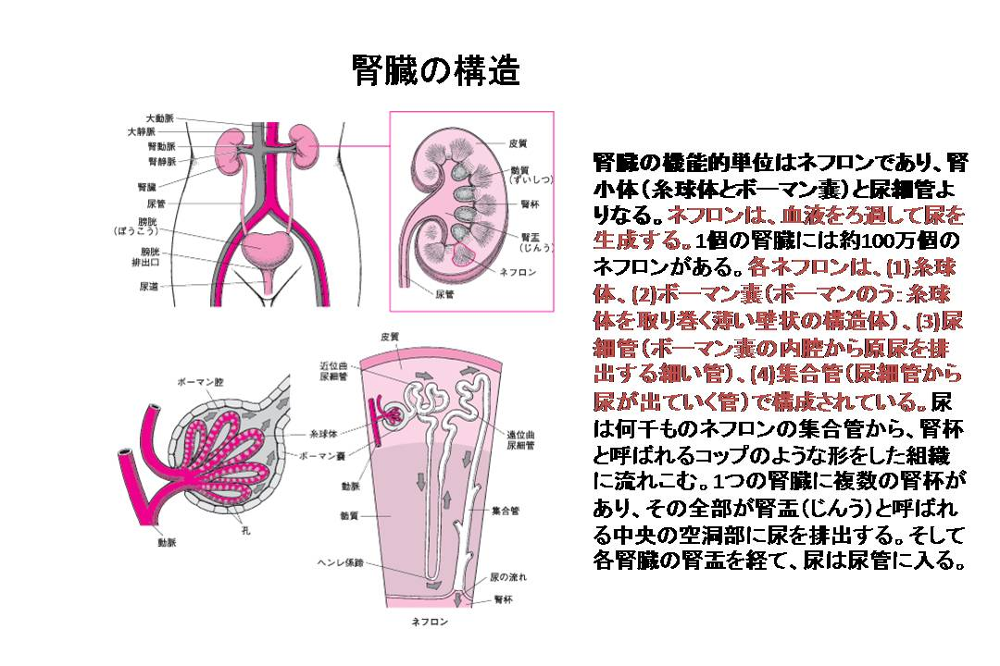 腎臓の構造
大動脈
大静脈
腎動脈
腎静脈
腎臓
尿管
膀胱
(ぼうこう)
膀胱
排出口
尿道
皮質
髄質
(ずいしつ)
腎杯
腎盂
(じんう)
ネフロン
尿管
ボーマン腔
糸球体
ボーマン嚢
動脈
孔
皮質
近位曲
尿細管
遠位曲
尿細管
動脈
髄質
集合管
ヘンレ係蹄
尿の流れ
腎杯
ネフロン
腎臓の機能的単位はネフロンであり、腎
小体（糸球体とボーマン嚢）と尿細管よ
りなる。ネフロンは、血液をろ過して尿を
生成する。1個の腎臓には約100万個の
ネフロンがある。各ネフロンは、(1)糸球
体、(2)ボーマン嚢（ボーマンのう：糸球
体を取り巻く薄い壁状の構造体）、(3)尿
細管（ボーマン嚢の内腔から原尿を排
出する細い管）、(4)集合管（尿細管から
尿が出ていく管）で構成されている。尿
は何千ものネフロンの集合管から、腎杯
と呼ばれるコップのような形をした組織
に流れこむ。1つの腎臓に複数の腎杯が
あり、その全部が腎盂（じんう）と呼ばれ
る中央の空洞部に尿を排出する。そして
各腎臓の腎盂を経て、尿は尿管に入る。